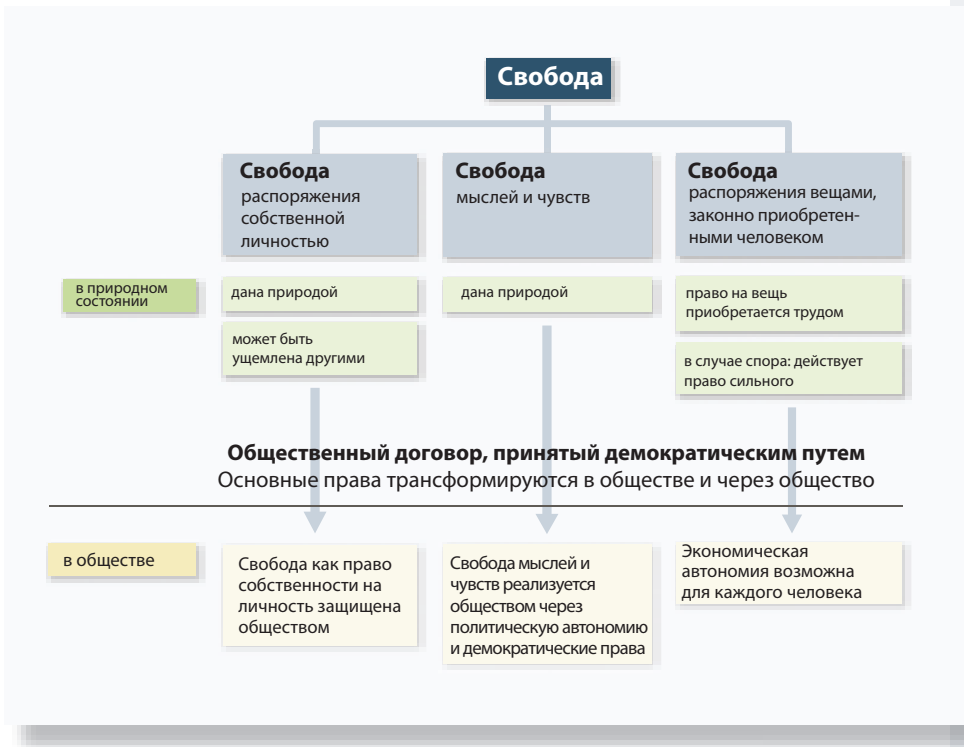 Свобода
Свобода
распоряжения
собственной
личностью
Свобода
мыслей и чувств
Свобода
распоряжения вещами,
законно приобретен-
ными человеком
в природном
состоянии
дана природой
может быть
ущемлена другими
дана природой
право на вещь
приобретается трудом
в случае спора: действует
право сильного
Общественный договор, принятый демократическим путем
Основные права трансформируются в обществе и через общество
в обществе
Свобода как право
собственности на
личность защищена
обществом
Свобода мыслей и
чувств реализуется
обществом через
политическую автономию
и демократические права
Экономическая
автономия возможна
для каждого человека